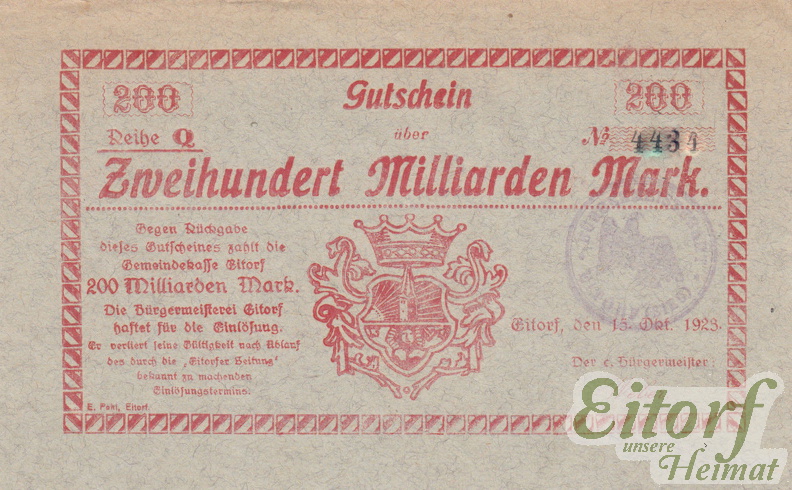 200 Gutschein 200
Reihe Q über № 4434
Zweihundert Milliarden Mark.
Gegen Rückgabe
dieses Gutscheines zahlt die
Gemeindekasse Eitorf
200 Milliarden Mark.
Die Bürgermeisterei Eitorf
haftet für die Einlösung.
Er verliert seine Gültigkeit nach Ablauf
des durch die „Eitorfer Zeitung“
bekannt zu machenden
Einlösungstermins.
E. Pohl, Eitorf.
Eitorf, den 15. Okt. 1923.
Der c. Bürgermeister
Eitorf
unsere
Heimat